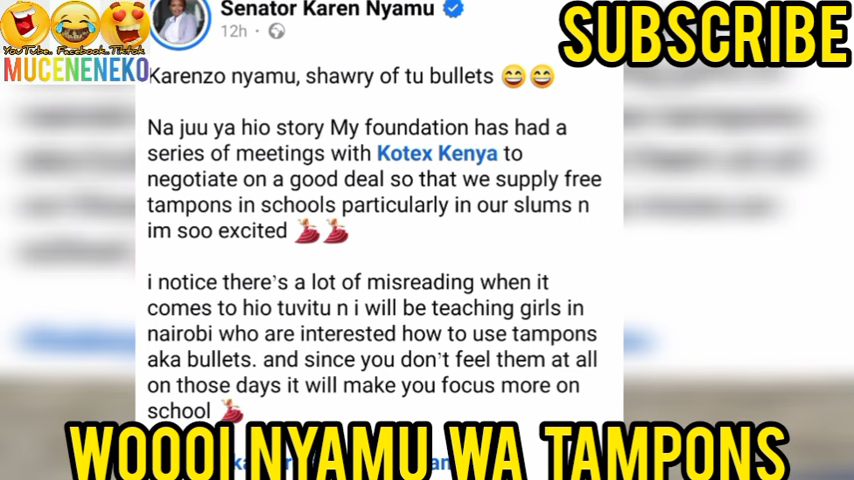 Senator Karen Nyamu
12h
YouTube. Facebook. Tiktok
MUCENENEKO
SUBSCRIBE
Karenzo nyamu, shawry of tu bullets 😄😄
Na juu ya hio story My foundation has had a
series of meetings with Kotex Kenya to
negotiate on a good deal so that we supply free
tampons in schools particularly in our slums n
im soo excited 💃💃
i notice there's a lot of misreading when it
comes to hio tuvitu n i will be teaching girls in
nairobi who are interested how to use tampons
aka bullets. and since you don't feel them at all
on those days it will make you focus more on
school 💃
WOOOI NYAMU WA TAMPONS